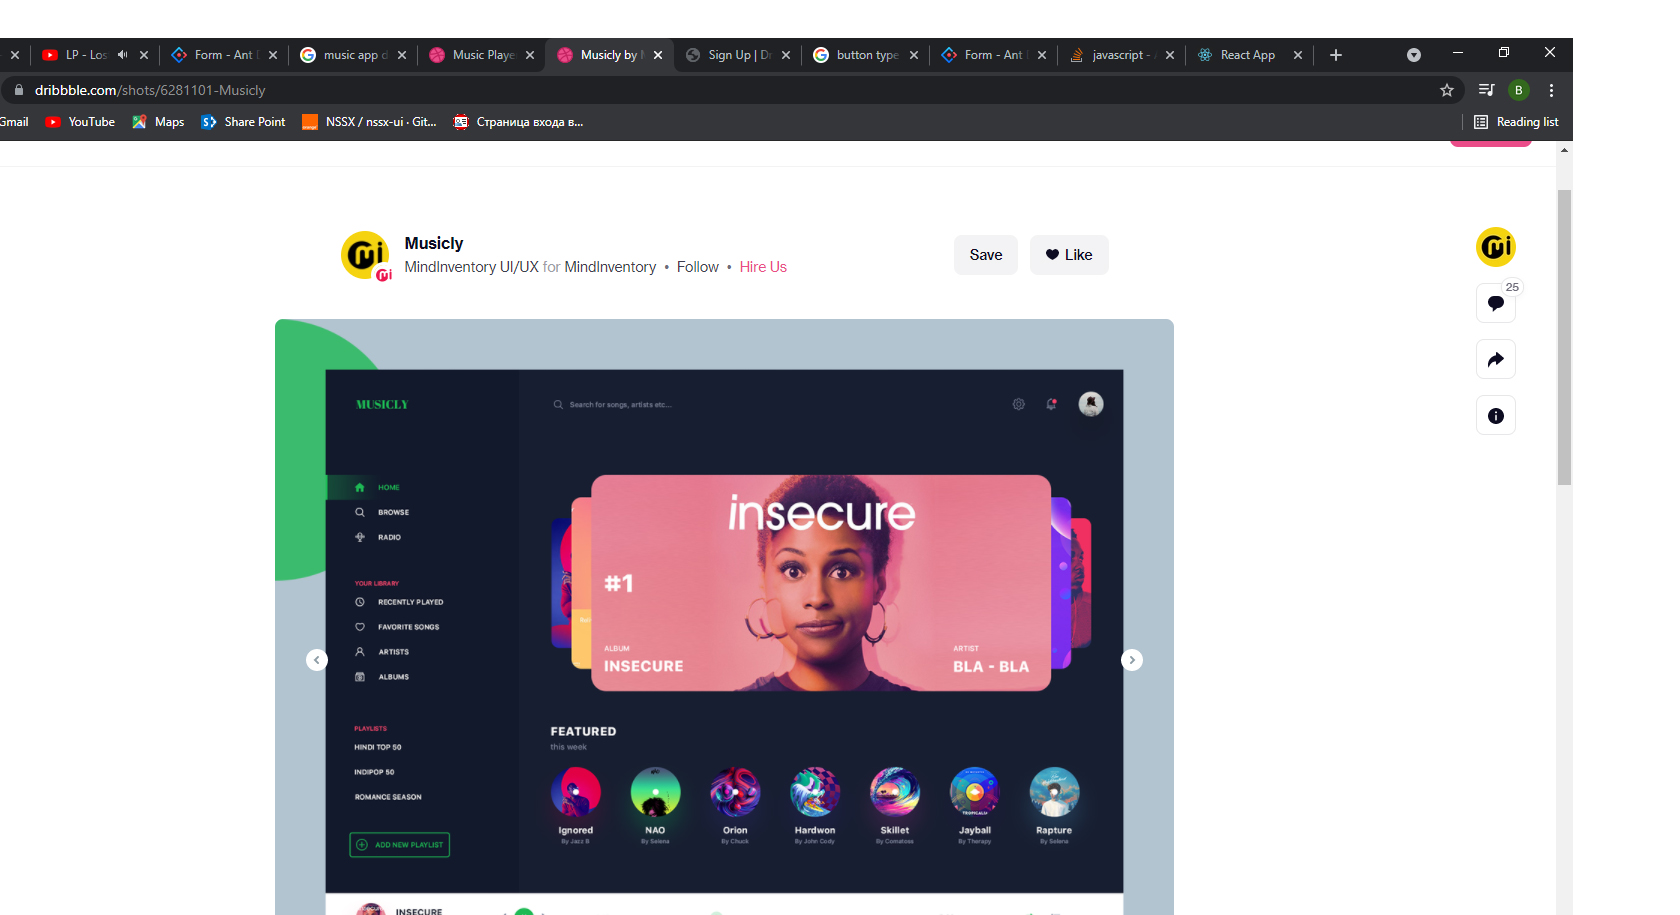 LP - Los
Form - Ant
music app d
Music Playe
Musicly by
Sign Up | Dr
button type
Form - Ant
javascript -
React App
dribbble.com/shots/6281101-Musicly
B
Gmail
YouTube
Maps
Share Point
NSSX / nssx-ui · Git...
Страница входа в...
Reading list
Musicly
MindInventory UI/UX for MindInventory • Follow • Hire Us
Save
Like
25
MUSICLY
Search for songs, artists etc...
HOME
BROWSE
RADIO
YOUR LIBRARY
RECENTLY PLAYED
FAVORITE SONGS
ARTISTS
ALBUMS
PLAYLISTS
HINDI TOP 50
INDIPOP 50
ROMANCE SEASON
ADD NEW PLAYLIST
insecure
#1
ALBUM
INSECURE
ARTIST
BLA - BLA
FEATURED
this week
Ignored
By Jazz B
NAO
By Selena
Orion
By Chuck
Hardwon
By John Cody
Skillet
By Comatoss
TROPICALIA
Jayball
By Therapy
Rapture
By Selena
INSECURE